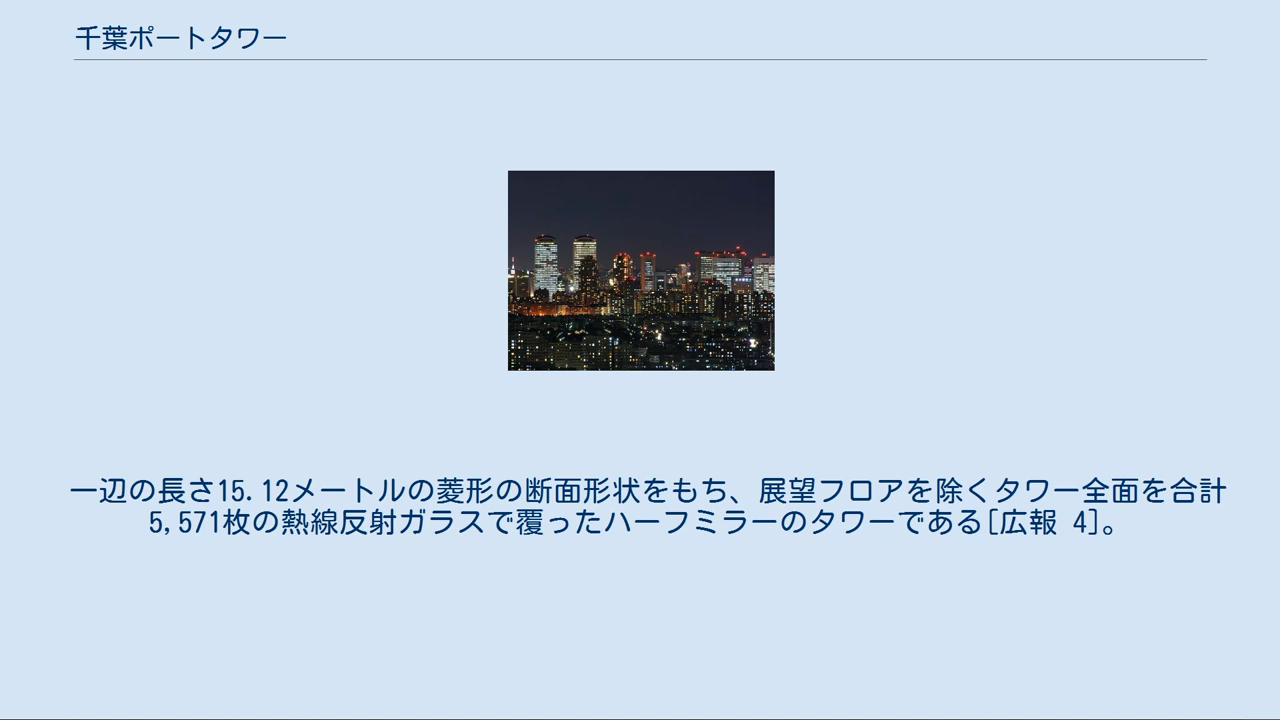 千葉ポートタワー
一辺の長さ15.12メートルの菱形の断面形状をもち、展望フロアを除くタワー全面を合計
5,571枚の熱線反射ガラスで覆ったハーフミラーのタワーである[広報 4]。